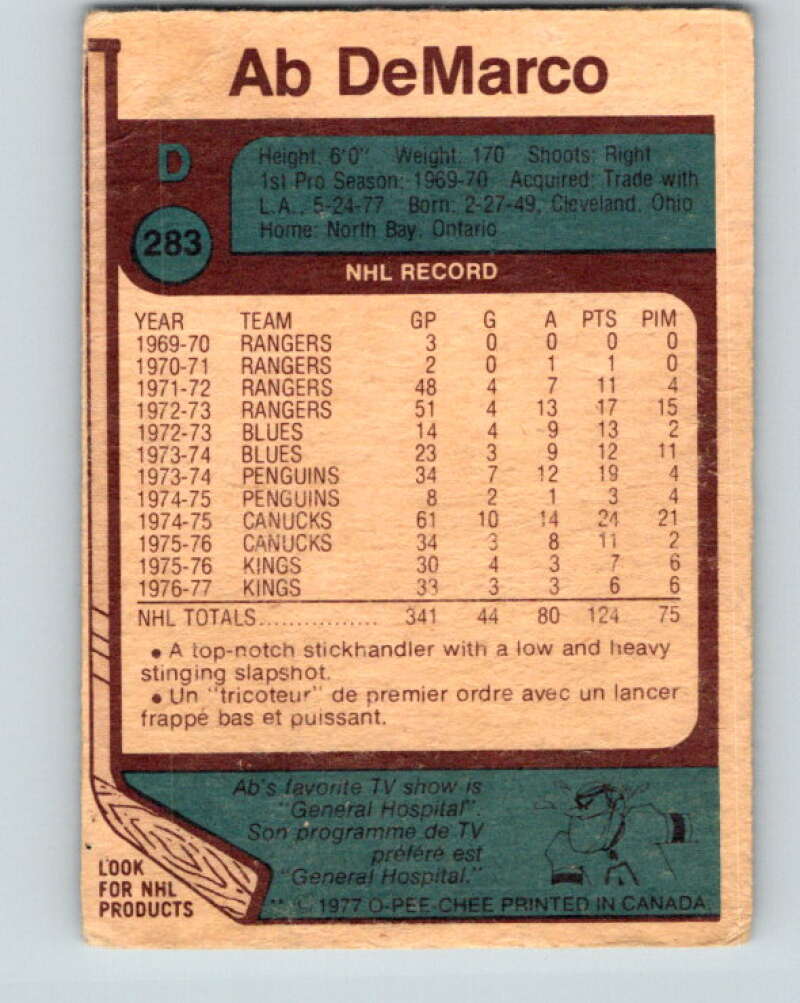 Ab DeMarco
D
283
Height: 6'0" Weight: 170 Shoots: Right
1st Pro Season: 1969-70 Acquired: Trade with
L.A., 5-24-77 Born: 2-27-49, Cleveland, Ohio
Home: North Bay, Ontario
NHL RECORD
YEAR TEAM GP G A PTS PIM
1969-70 RANGERS 3 0 0 0 0
1970-71 RANGERS 2 0 1 1 0
1971-72 RANGERS 48 4 7 11 4
1972-73 RANGERS 51 4 13 17 15
1972-73 BLUES 14 4 9 13 2
1973-74 BLUES 23 3 9 12 11
1973-74 PENGUINS 34 7 12 19 4
1974-75 PENGUINS 8 2 1 3 4
1974-75 CANUCKS 61 10 14 24 21
1975-76 CANUCKS 34 3 8 11 2
1975-76 KINGS 30 4 3 7 6
1976-77 KINGS 33 3 3 6 6
NHL TOTALS................ 341 44 80 124 75
• A top-notch stickhandler with a low and heavy
stinging slapshot.
• Un "tricoteur" de premier ordre avec un lancer
frappé bas et puissant.
Ab's favorite TV show is
"General Hospital".
Son programme de TV
préféré est
"General Hospital."
LOOK
FOR NHL
PRODUCTS
** © 1977 O-PEE-CHEE PRINTED IN CANADA